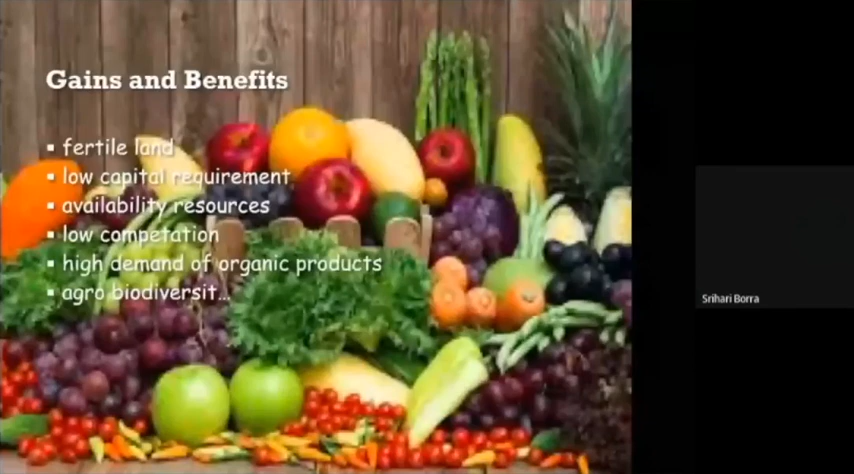 Gains and Benefits
▪ fertile land
▪ low capital requirement
▪ availability resources
▪ low competation
▪ high demand of organic products
▪ agro biodiversit...
Srihari Borra